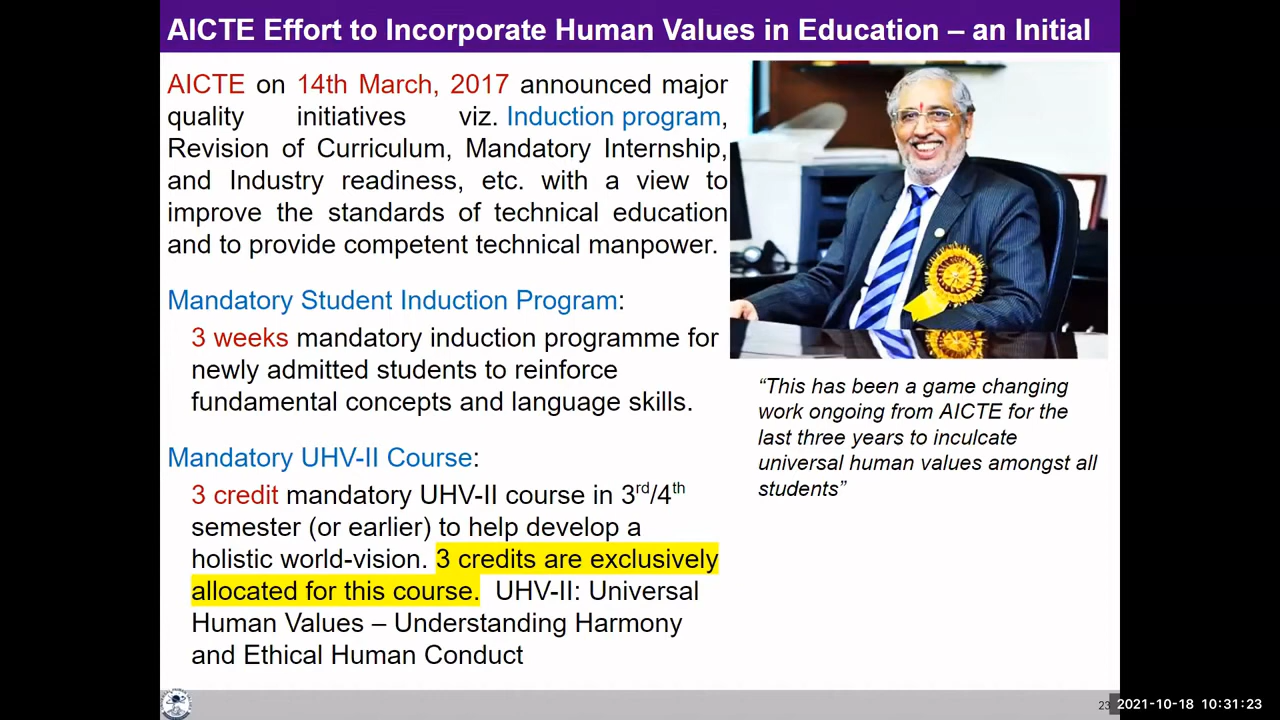 AICTE Effort to Incorporate Human Values in Education – an Initial
AICTE on 14th March, 2017 announced major
quality initiatives viz. Induction program,
Revision of Curriculum, Mandatory Internship,
and Industry readiness, etc. with a view to
improve the standards of technical education
and to provide competent technical manpower.
Mandatory Student Induction Program:
3 weeks mandatory induction programme for
newly admitted students to reinforce
fundamental concepts and language skills.
Mandatory UHV-II Course:
3 credit mandatory UHV-II course in 3rd/4th
semester (or earlier) to help develop a
holistic world-vision. 3 credits are exclusively
allocated for this course. UHV-II: Universal
Human Values – Understanding Harmony
and Ethical Human Conduct
“This has been a game changing
work ongoing from AICTE for the
last three years to inculcate
universal human values amongst all
students”
23
2021-10-18 10:31:23